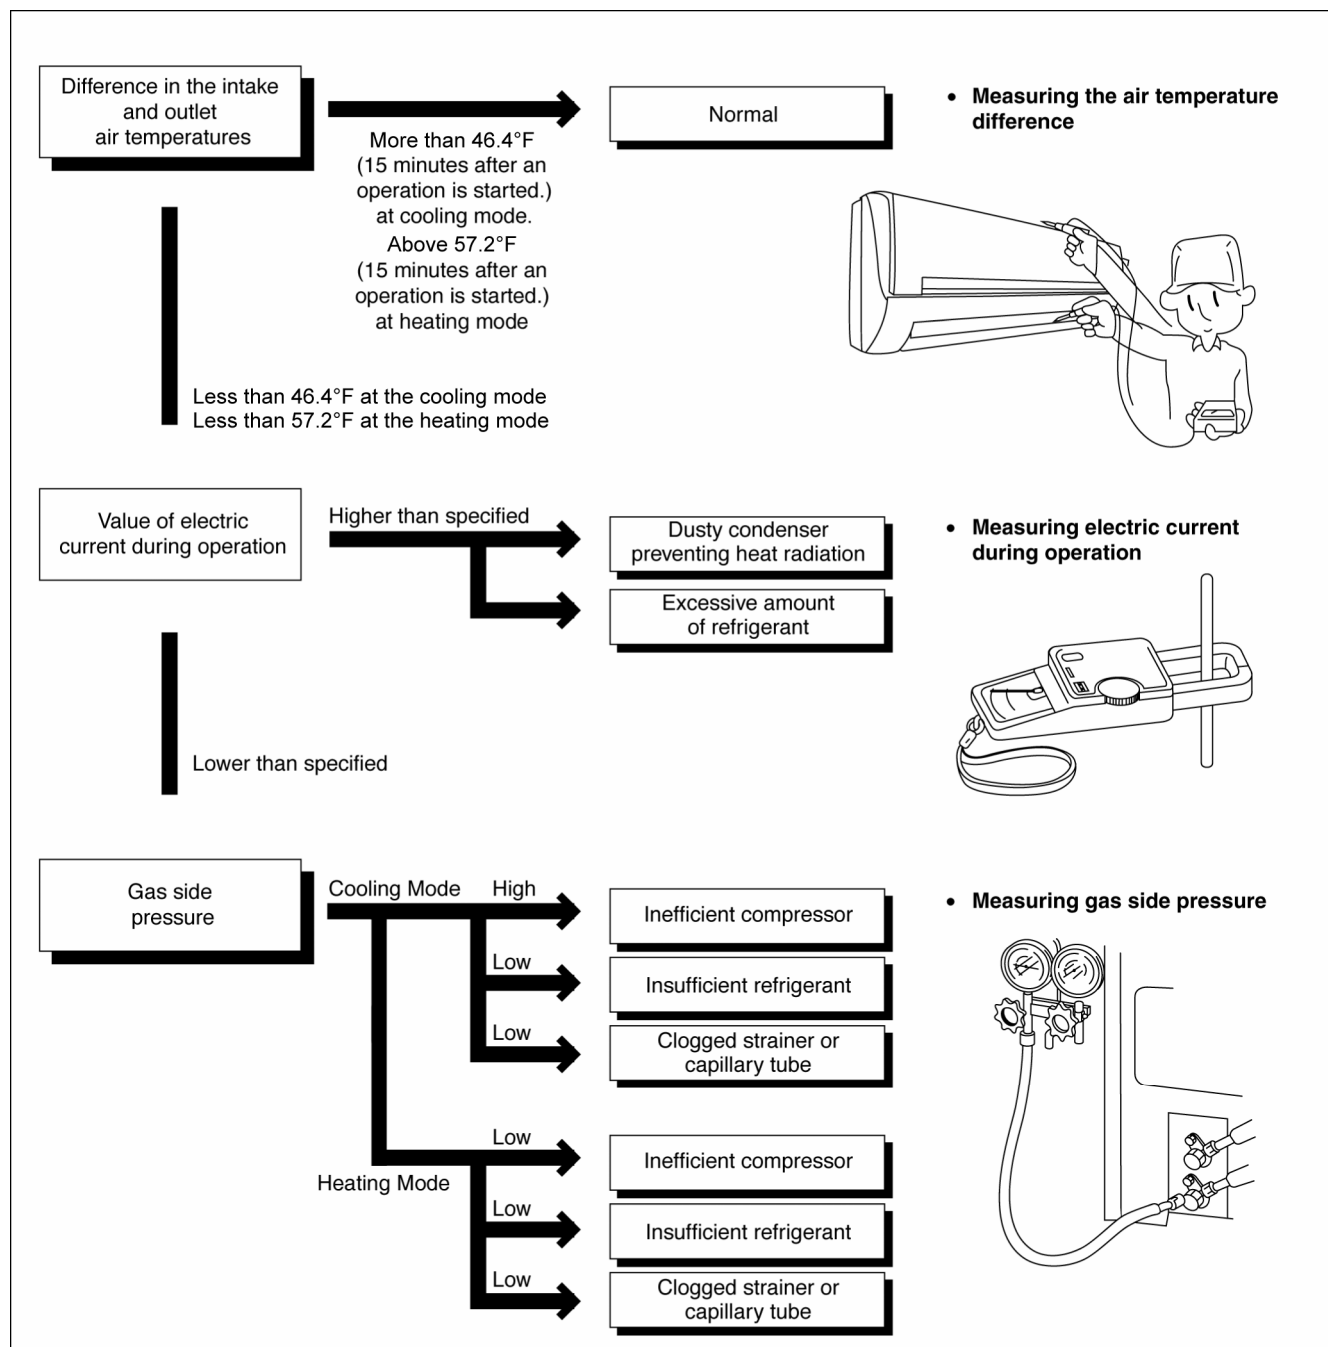 Difference in the intake
and outlet
air temperatures
More than 46.4°F
(15 minutes after an
operation is started.)
at cooling mode.
Above 57.2°F
(15 minutes after an
operation is started.)
at heating mode
Normal
• Measuring the air temperature
difference
Less than 46.4°F at the cooling mode
Less than 57.2°F at the heating mode
Value of electric
current during operation
Higher than specified
Dusty condenser
preventing heat radiation
Excessive amount
of refrigerant
• Measuring electric current
during operation
Lower than specified
Gas side
pressure
Cooling Mode
High
Inefficient compressor
Low
Insufficient refrigerant
Low
Clogged strainer or
capillary tube
• Measuring gas side pressure
Heating Mode
Low
Inefficient compressor
Low
Insufficient refrigerant
Low
Clogged strainer or
capillary tube